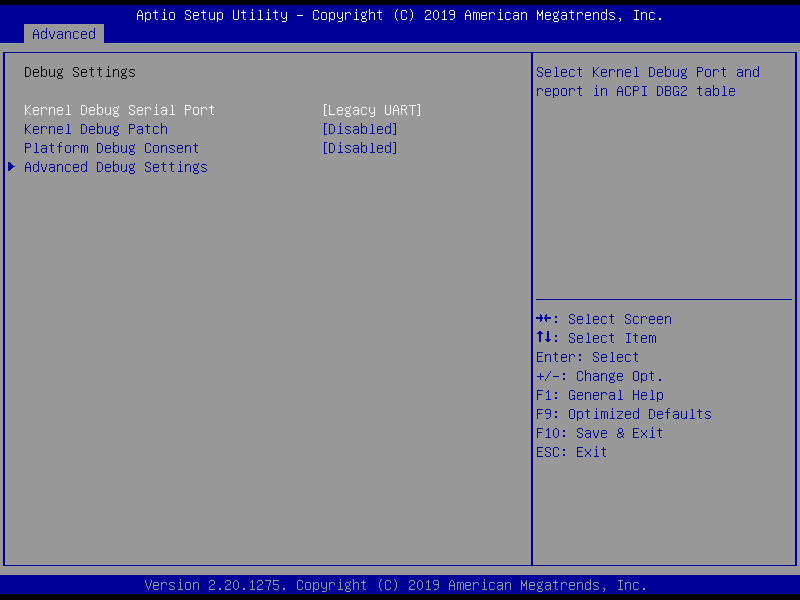 Aptio Setup Utility – Copyright (C) 2019 American Megatrends, Inc.
Advanced
Debug Settings
Kernel Debug Serial Port [Legacy UART]
Kernel Debug Patch [Disabled]
Platform Debug Consent [Disabled]
Advanced Debug Settings
Select Kernel Debug Port and
report in ACPI DBG2 table
→←: Select Screen
↑↓: Select Item
Enter: Select
+/-: Change Opt.
F1: General Help
F9: Optimized Defaults
F10: Save & Exit
ESC: Exit
Version 2.20.1275. Copyright (C) 2019 American Megatrends, Inc.